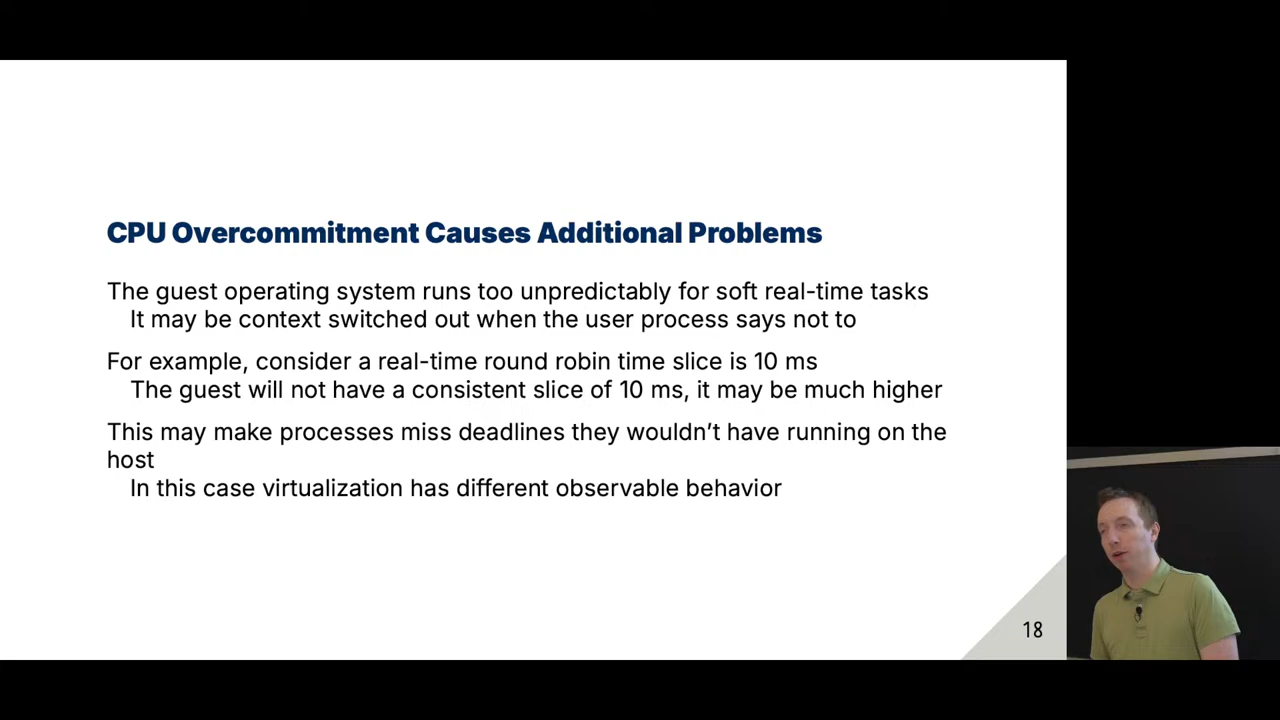 CPU Overcommitment Causes Additional Problems
The guest operating system runs too unpredictably for soft real-time tasks
It may be context switched out when the user process says not to
For example, consider a real-time round robin time slice is 10 ms
The guest will not have a consistent slice of 10 ms, it may be much higher
This may make processes miss deadlines they wouldn’t have running on the
host
In this case virtualization has different observable behavior
18